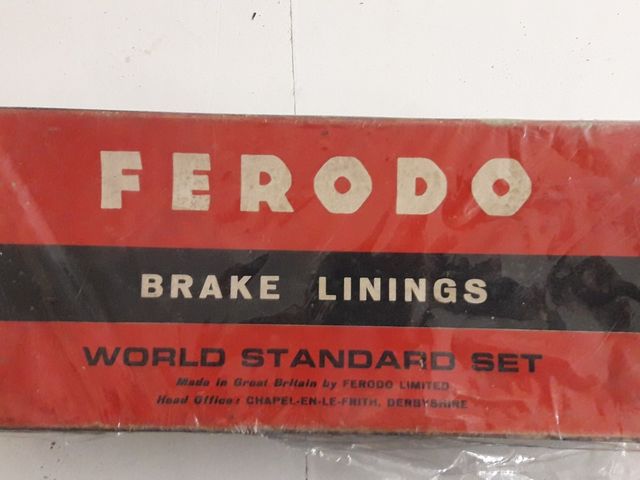 FERODO
BRAKE LININGS
WORLD STANDARD SET
Made in Great Britain by FERODO LIMITED
Head Office: CHAPEL-EN-LE-FRITH, DERBYSHIRE